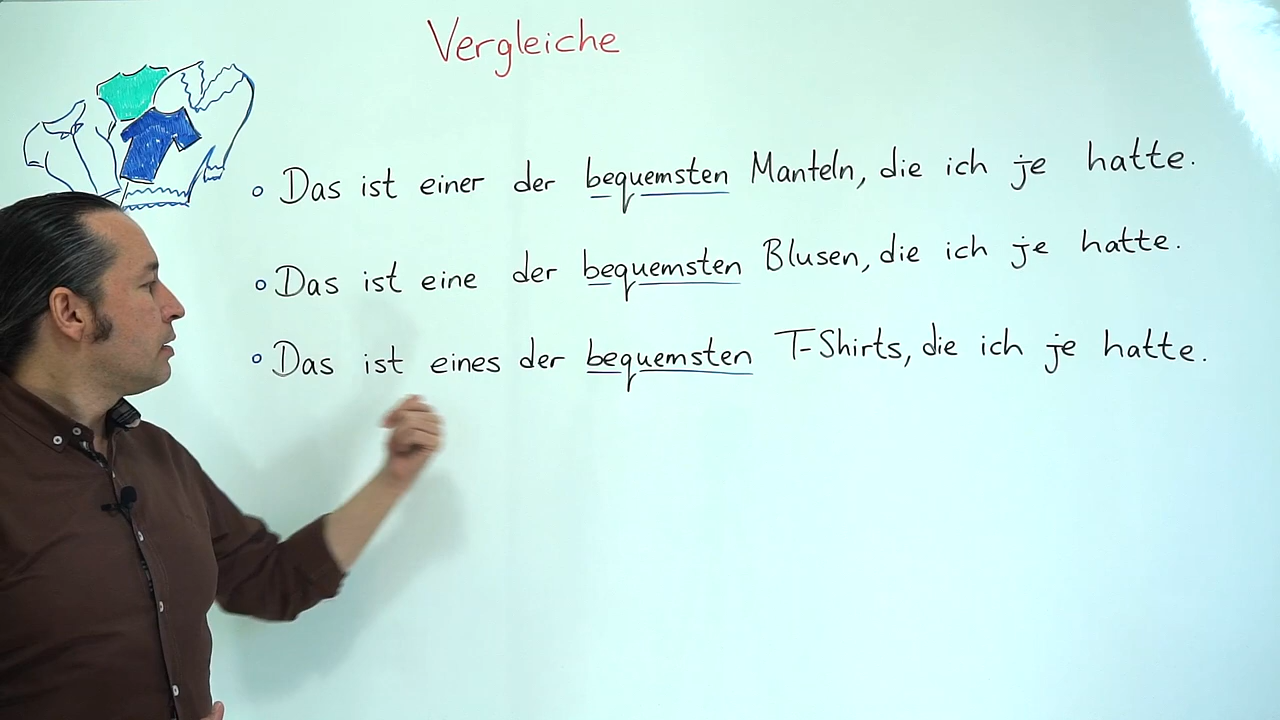 Vergleiche
Das ist einer der bequemsten Manteln, die ich je hatte.
Das ist eine der bequemsten Blusen, die ich je hatte.
Das ist eines der bequemsten T-Shirts, die ich je hatte.